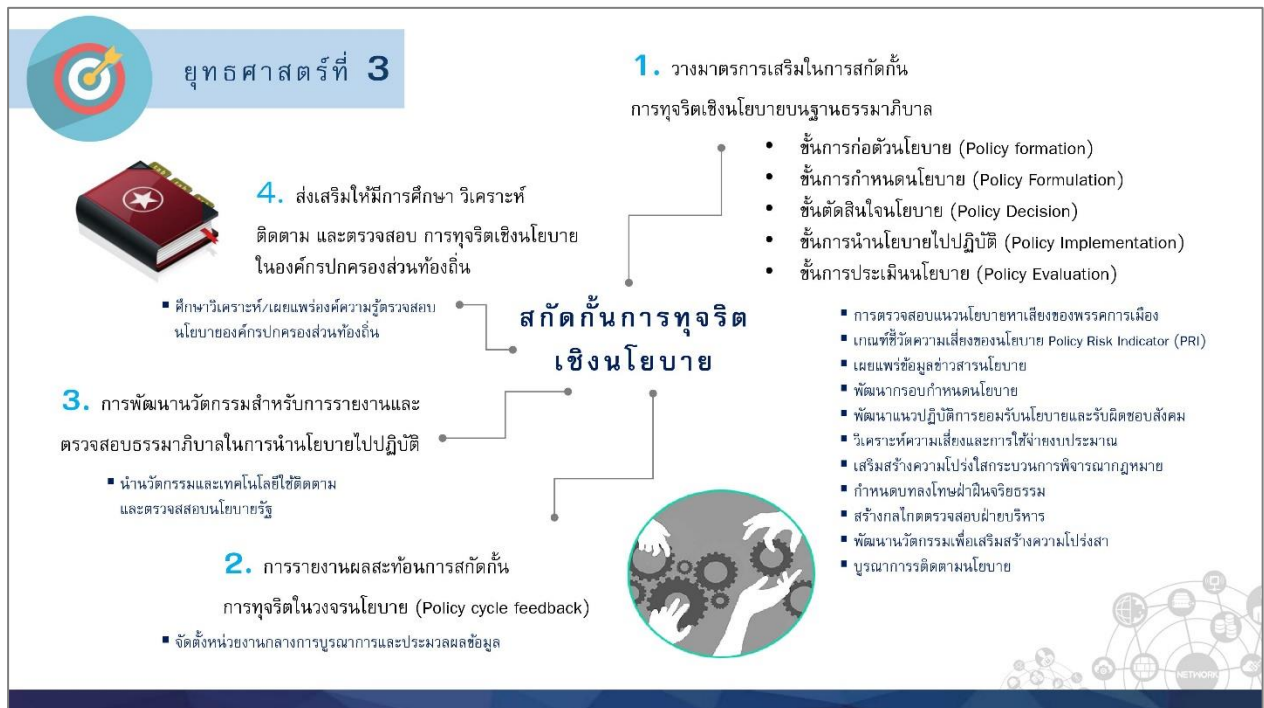 ยุทธศาสตร์ที่ 3
1. วางมาตรการเสริมในการสกัดกั้น
การทุจริตเชิงนโยบายบนฐานธรรมาภิบาล
• ขั้นการก่อตัวนโยบาย (Policy formation)
• ขั้นการกำหนดนโยบาย (Policy Formulation)
• ขั้นตัดสินใจนโยบาย (Policy Decision)
• ขั้นการนำนโยบายไปปฏิบัติ (Policy Implementation)
• ขั้นการประเมินนโยบาย (Policy Evaluation)
▪ การตรวจสอบแนวนโยบายหาเสียงของพรรคการเมือง
▪ เกณฑ์ชี้วัดความเสี่ยงของนโยบาย Policy Risk Indicator (PRI)
▪ เผยแพร่ข้อมูลข่าวสารนโยบาย
▪ พัฒนากรอบกำหนดนโยบาย
▪ พัฒนาแนวปฏิบัติการยอมรับนโยบายและรับผิดชอบสังคม
▪ วิเคราะห์ความเสี่ยงและการใช้จ่ายงบประมาณ
▪ เสริมสร้างความโปร่งใสกระบวนการพิจารณากฎหมาย
▪ กำหนดบทลงโทษฝ่าฝืนจริยธรรม
▪ สร้างกลไกตรวจสอบฝ่ายบริหาร
▪ พัฒนานวัตกรรมเพื่อเสริมสร้างความโปร่งสา
▪ บูรณาการรติดตามนโยบาย
สกัดกั้นการทุจริต
เชิงนโยบาย
4. ส่งเสริมให้มีการศึกษา วิเคราะห์
ติดตาม และตรวจสอบ การทุจริตเชิงนโยบาย
ในองค์กรปกครองส่วนท้องถิ่น
▪ ศึกษาวิเคราะห์/เผยแพร่องค์ความรู้ตรวจสอบ
นโยบายองค์กรปกครองส่วนท้องถิ่น
3. การพัฒนานวัตกรรมสำหรับการรายงานและ
ตรวจสอบธรรมาภิบาลในการนำนโยบายไปปฏิบัติ
▪ นำนวัตกรรมและเทคโนโลยีใช้ติดตาม
และตรวจสสอบนโยบายรัฐ
2. การรายงานผลสะท้อนการสกัดกั้น
การทุจริตในวงจรนโยบาย (Policy cycle feedback)
▪ จัดตั้งหน่วยงานกลางการบูรณาการและประมวลผลข้อมูล
NETWORK